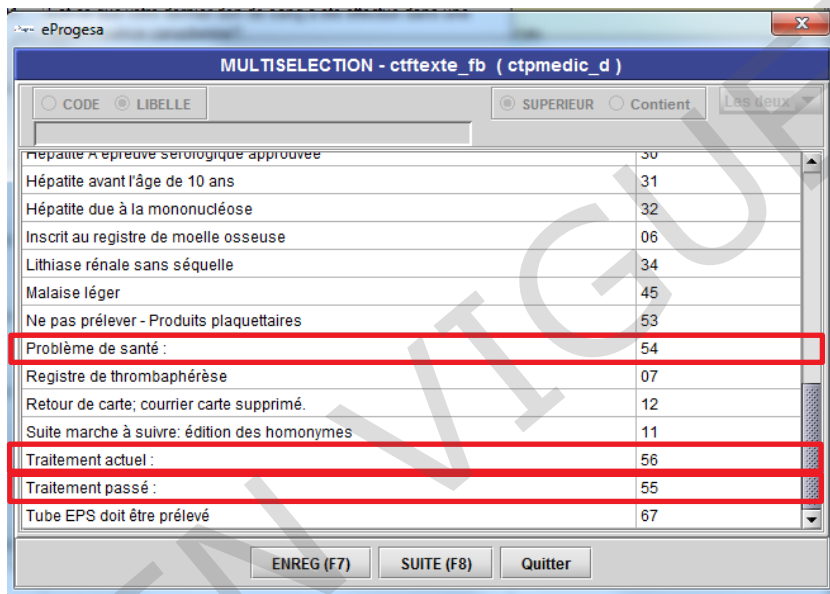 eProgesa
MULTISELECTION - ctftexte_fb ( ctpmedic_d )
CODE LIBELLE SUPERIEUR Contient Les deux
Hépatite A épreuve sérologique approuvée 30
Hépatite avant l'âge de 10 ans 31
Hépatite due à la mononucléose 32
Inscrit au registre de moelle osseuse 06
Lithiase rénale sans séquelle 34
Malaise léger 45
Ne pas prélever - Produits plaquettaires 53
Problème de santé : 54
Registre de thrombaphérèse 07
Retour de carte; courrier carte supprimé. 12
Suite marche à suivre: édition des homonymes 11
Traitement actuel : 56
Traitement passé : 55
Tube EPS doit être prélevé 67
ENREG (F7) SUITE (F8) Quitter
EN VIGUE